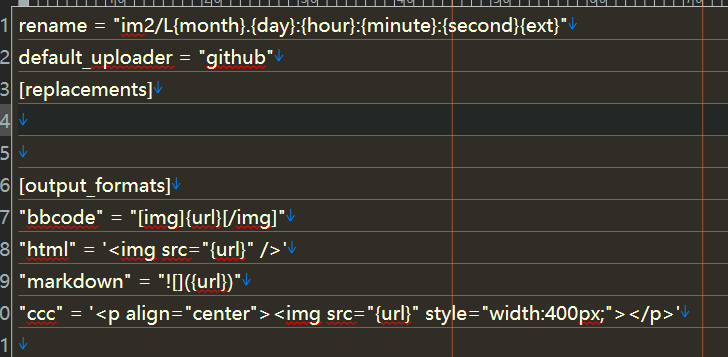 1 rename = "im2/L{month}.{day}:{hour}:{minute}:{second}{ext}"↓
2 default_uploader = "github"↓
3 [replacements]↓
4 ↓
5 ↓
6 [output_formats]↓
7 "bbcode" = "[img]{url}[/img]"↓
8 "html" = '<img src="{url}" />'↓
9 "markdown" = "![]({url})"↓
0 "ccc" = '<p align="center"><img src="{url}" style="width:400px;"></p>'↓
1 ↓